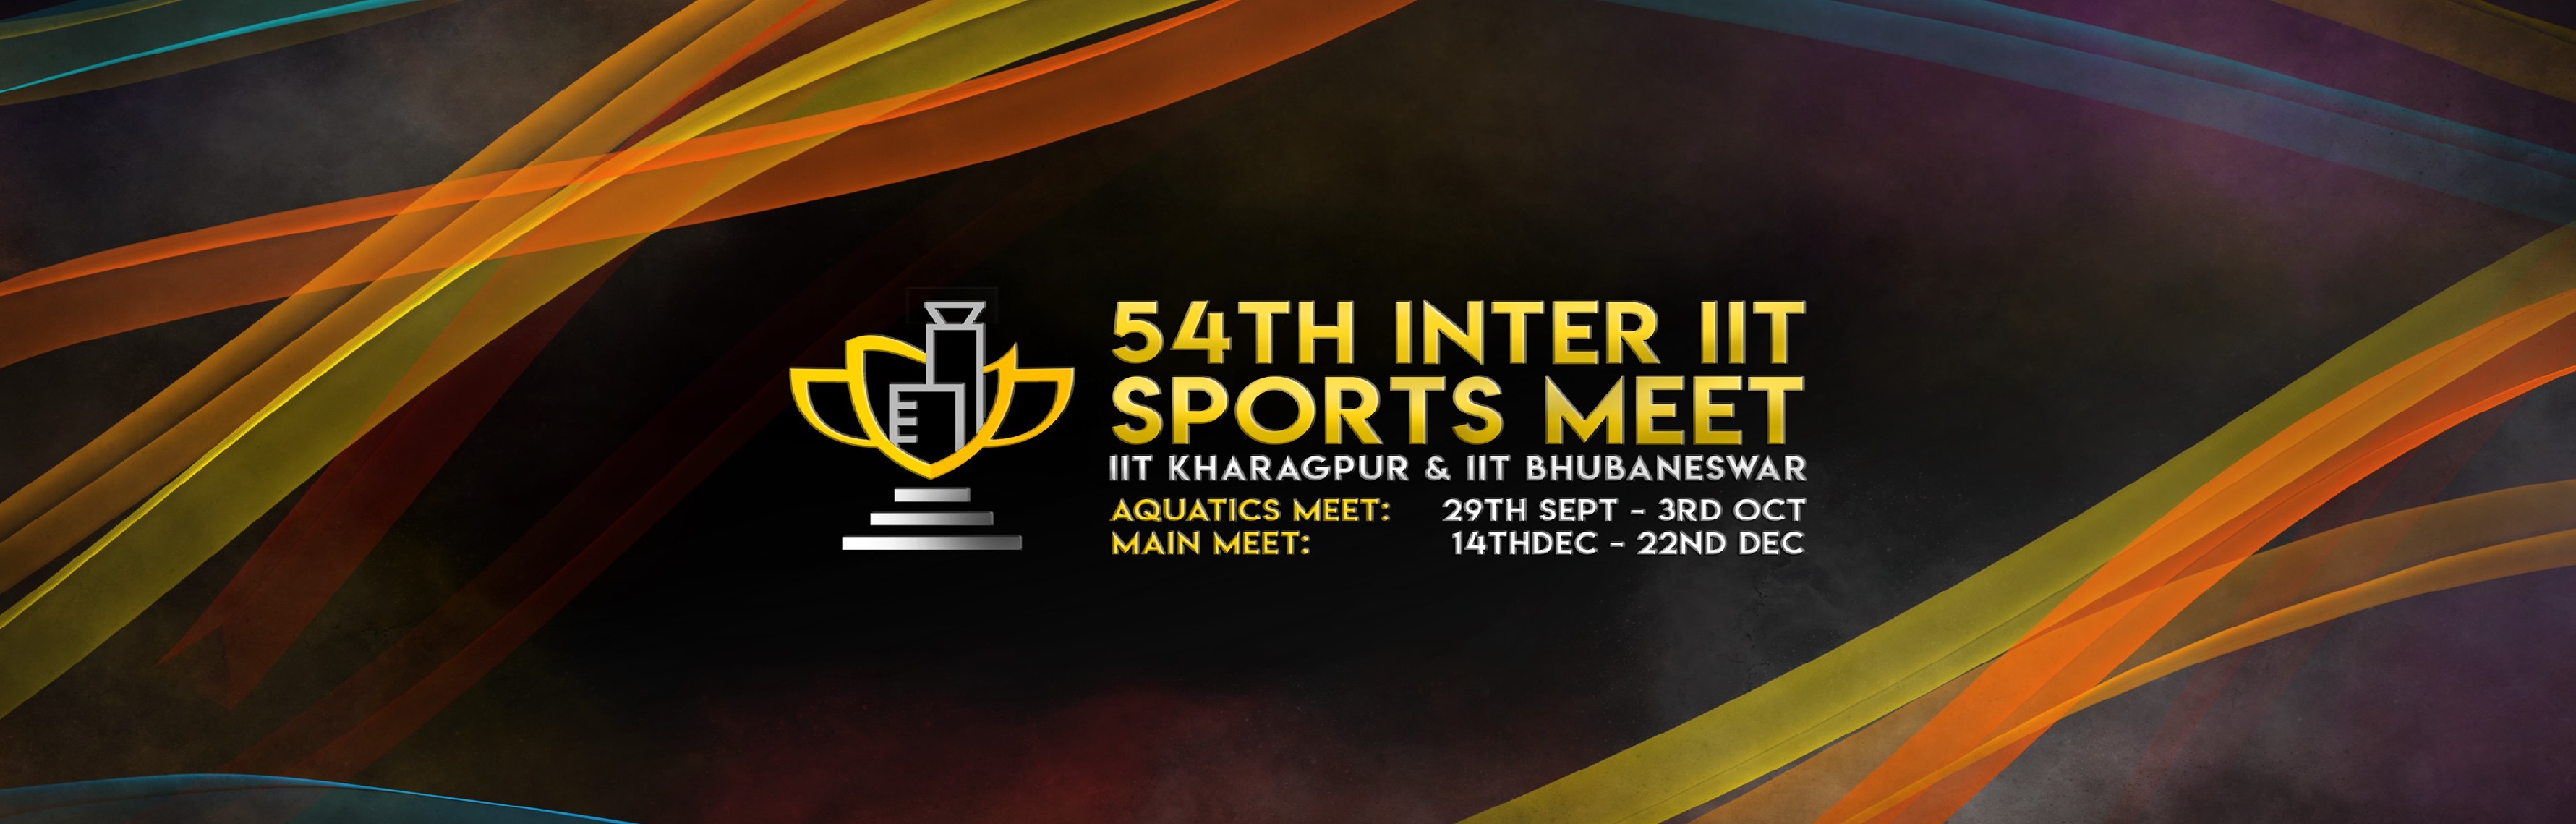 54TH INTER IIT
SPORTS MEET
IIT KHARAGPUR & IIT BHUBANESWAR
AQUATICS MEET: 29TH SEPT - 3RD OCT
MAIN MEET: 14THDEC - 22ND DEC